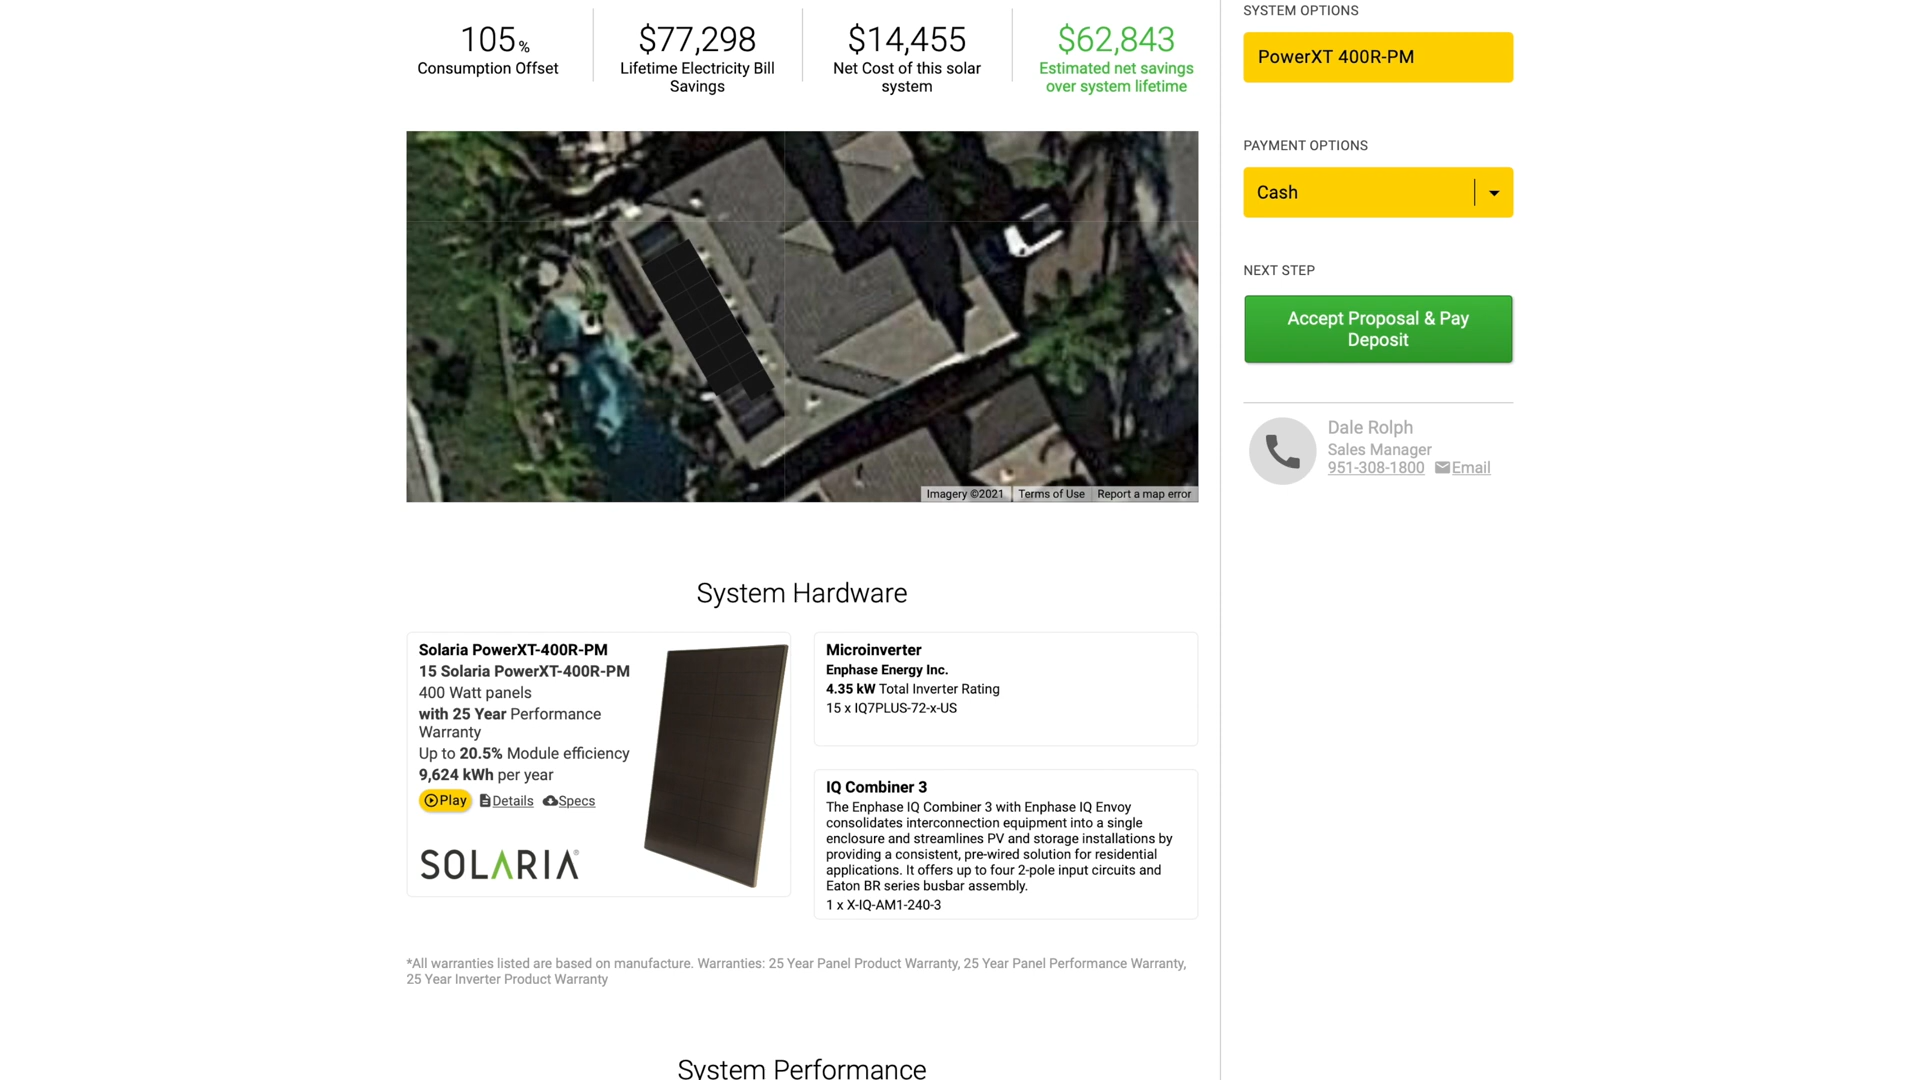 105 %
Consumption Offset
$77,298
Lifetime Electricity Bill
Savings
$14,455
Net Cost of this solar
system
$62,843
Estimated net savings
over system lifetime
Imagery ©2021
Terms of Use
Report a map error
System Hardware
Solaria PowerXT-400R-PM
15 Solaria PowerXT-400R-PM
400 Watt panels
with 25 Year Performance
Warranty
Up to 20.5% Module efficiency
9,624 kWh per year
Play Details Specs
SOLARIA®
Microinverter
Enphase Energy Inc.
4.35 kW Total Inverter Rating
15 x IQ7PLUS-72-x-US
IQ Combiner 3
The Enphase IQ Combiner 3 with Enphase IQ Envoy
consolidates interconnection equipment into a single
enclosure and streamlines PV and storage installations by
providing a consistent, pre-wired solution for residential
applications. It offers up to four 2-pole input circuits and
Eaton BR series busbar assembly.
1 x X-IQ-AM1-240-3
*All warranties listed are based on manufacture. Warranties: 25 Year Panel Product Warranty, 25 Year Panel Performance Warranty,
25 Year Inverter Product Warranty
System Performance
SYSTEM OPTIONS
PowerXT 400R-PM
PAYMENT OPTIONS
Cash
NEXT STEP
Accept Proposal & Pay
Deposit
Dale Rolph
Sales Manager
951-308-1800 Email